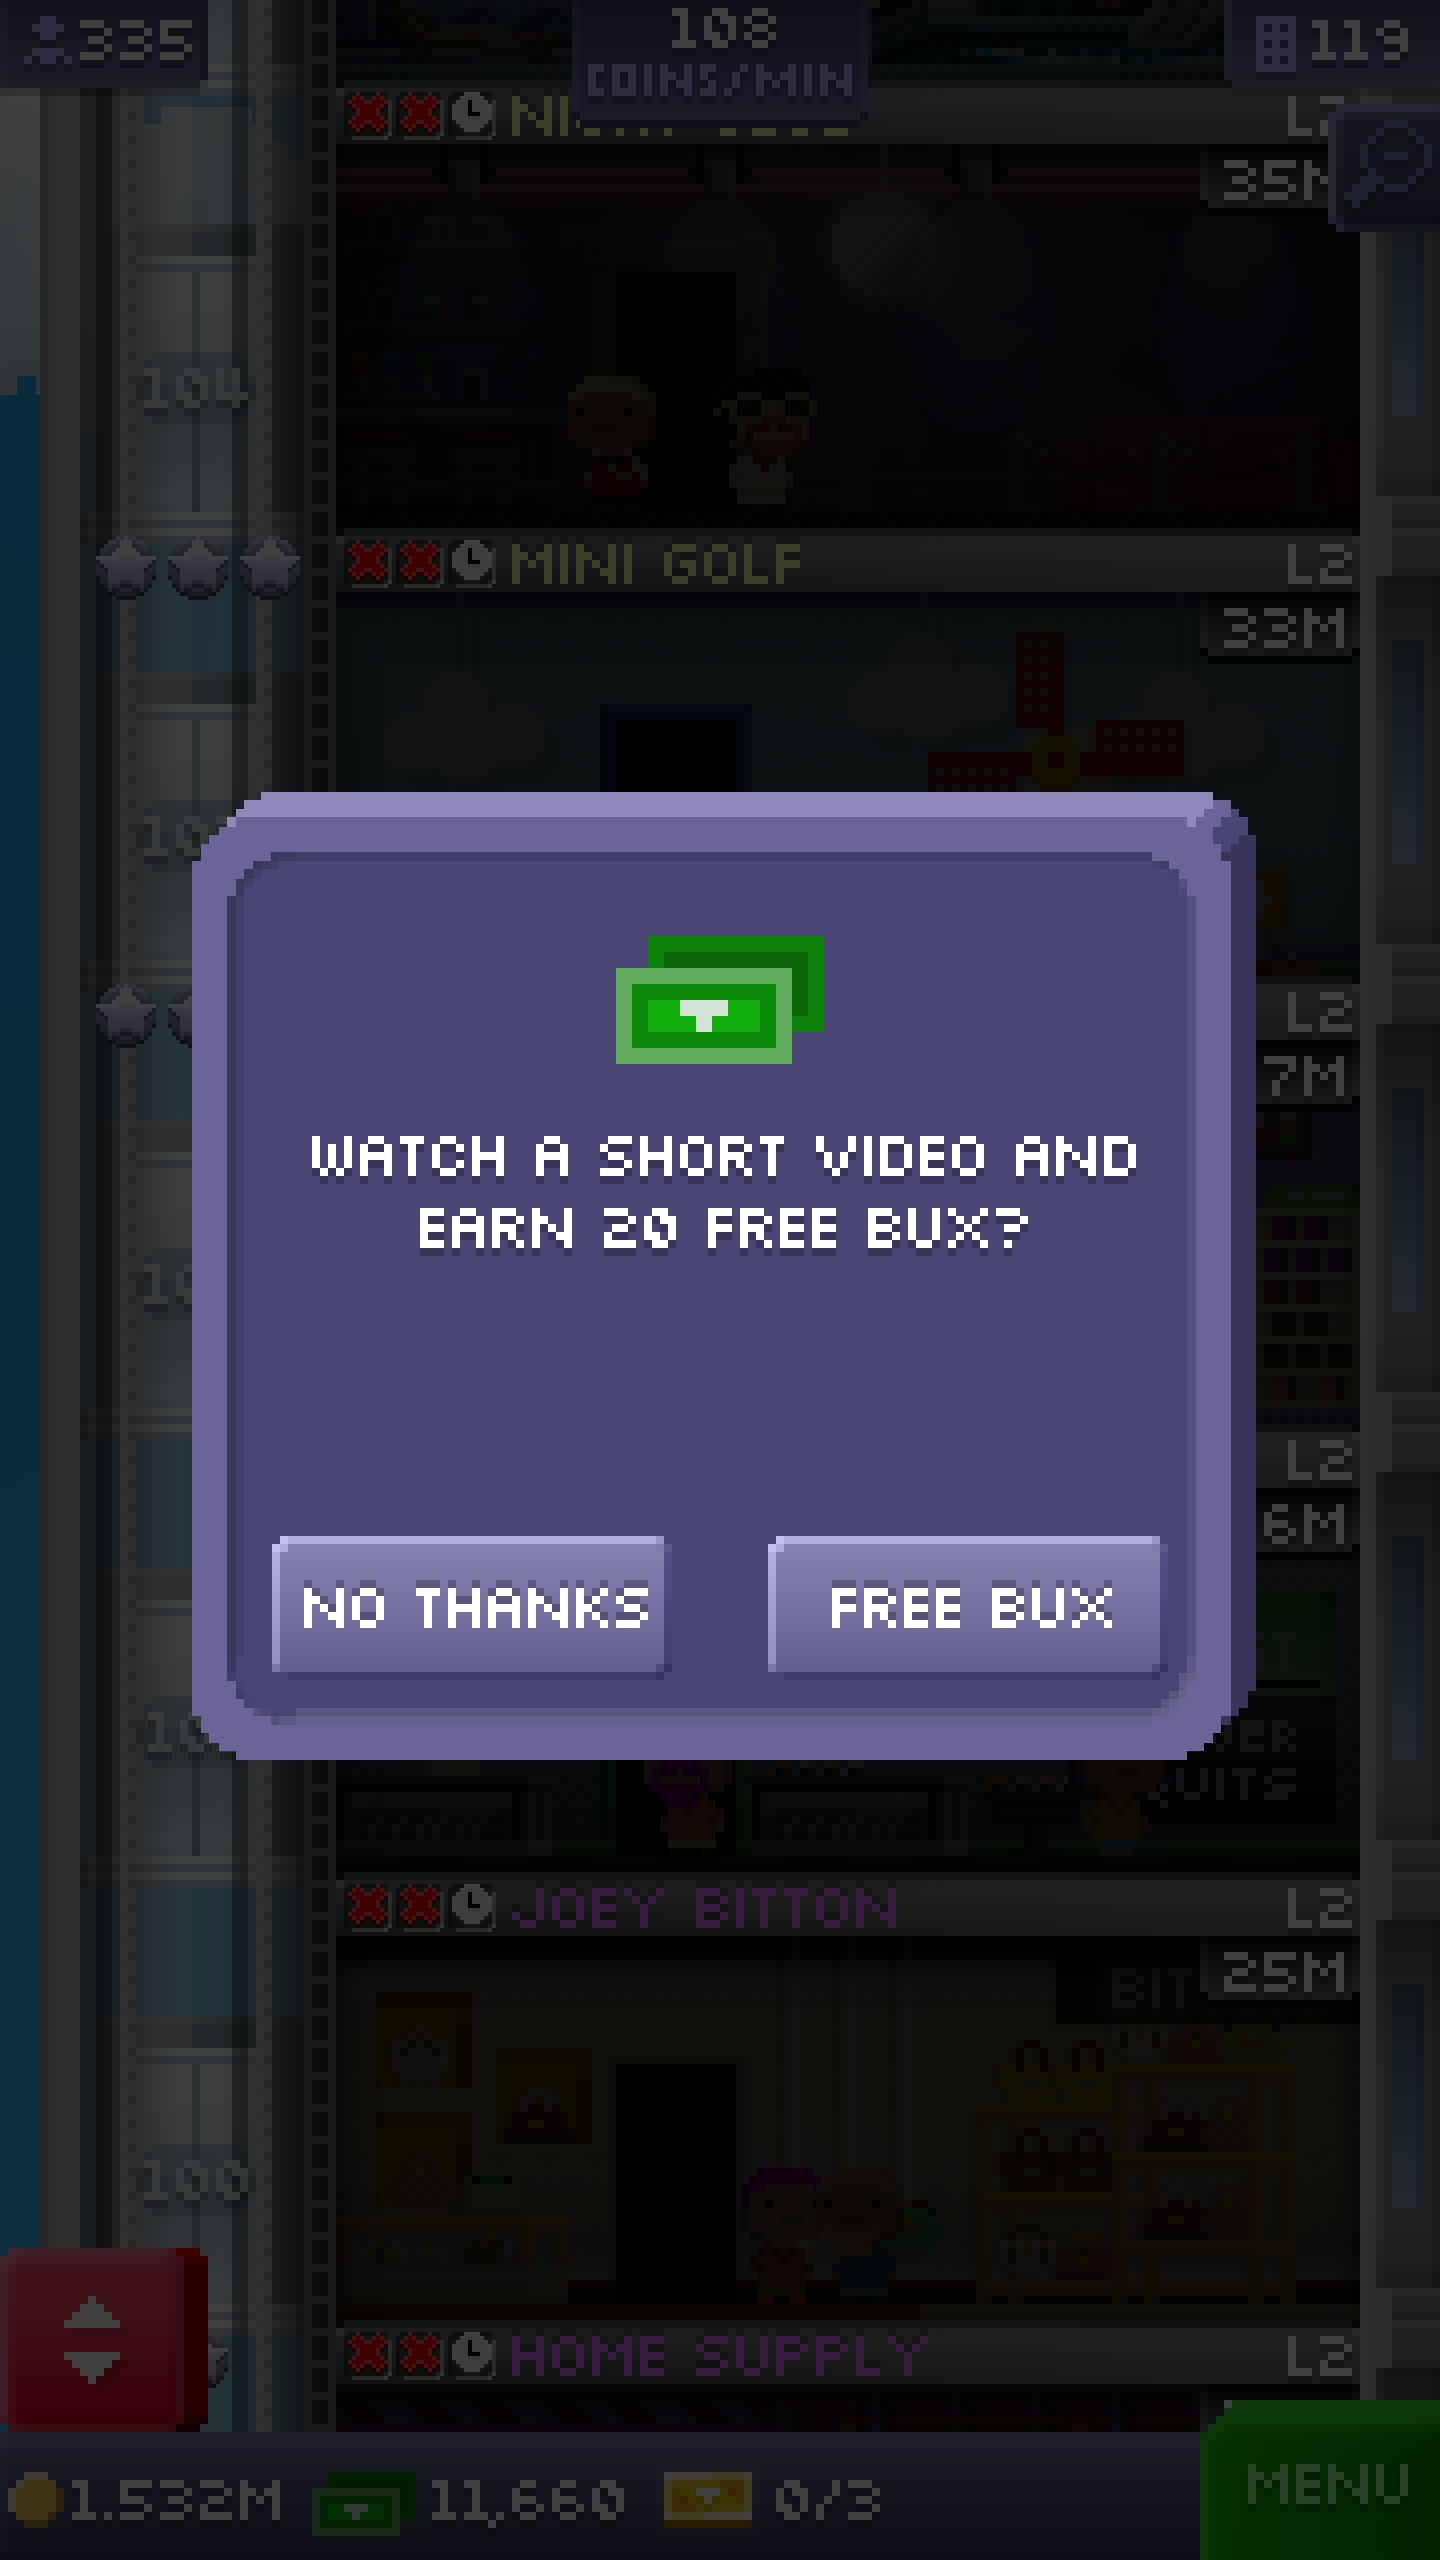 335
108
119
COINS/MIN
L2
35M
104
MINI GOLF
L2
33M
L2
7M
WATCH A SHORT VIDEO AND
EARN 20 FREE BUX?
L2
6M
NO THANKS
FREE BUX
JOEY BITTON
L2
BIT
25M
100
HOME SUPPLY
L2
1.532M
11,660
0/3
MENU